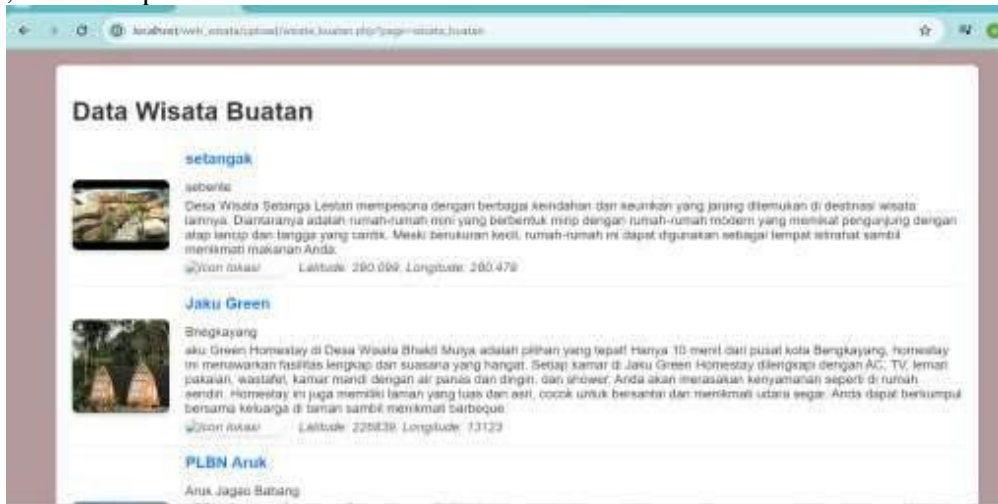 localhost/web_wisata/upload/wisata_buatan.php?page=wisata_buatan
Data Wisata Buatan
setangak
seberite
Desa Wisata Setanga Lestari mempesona dengan berbagai keindahan dan keunikan yang jarang ditemukan di destinasi wisata
lainnya. Diantaranya adalah rumah-rumah mini yang berbentuk mirip dengan rumah-rumah modern yang memikat pengunjung dengan
atap lancip dan tangga yang cantik. Meski berukuran kecil, rumah-rumah ini dapat digunakan sebagai tempat istirahat sambil
menikmati makanan Anda.
Icon lokasi Latitude: 280.099, Longitude: 280.479
Jaku Green
Bnegkayang
aku Green Homestay di Desa Wisata Bhakti Mulya adalah pilihan yang tepat! Hanya 10 menit dari pusat kota Bengkayang, homestay
ini menawarkan fasilitas lengkap dan suasana yang hangat. Setiap kamar di Jaku Green Homestay dilengkapi dengan AC, TV, lemari
pakaian, wastafel, kamar mandi dengan air panas dan dingin, dan shower. Anda akan merasakan kenyamanan seperti di rumah
sendiri. Homestay ini juga memiliki taman yang luas dan asri, cocok untuk bersantai dan menikmati udara segar. Anda dapat berkumpul
bersama keluarga di taman sambil menikmati barbeque.
Icon lokasi Latitude: 226839, Longitude: 13123
PLBN Aruk
Aruk Jagao Babang